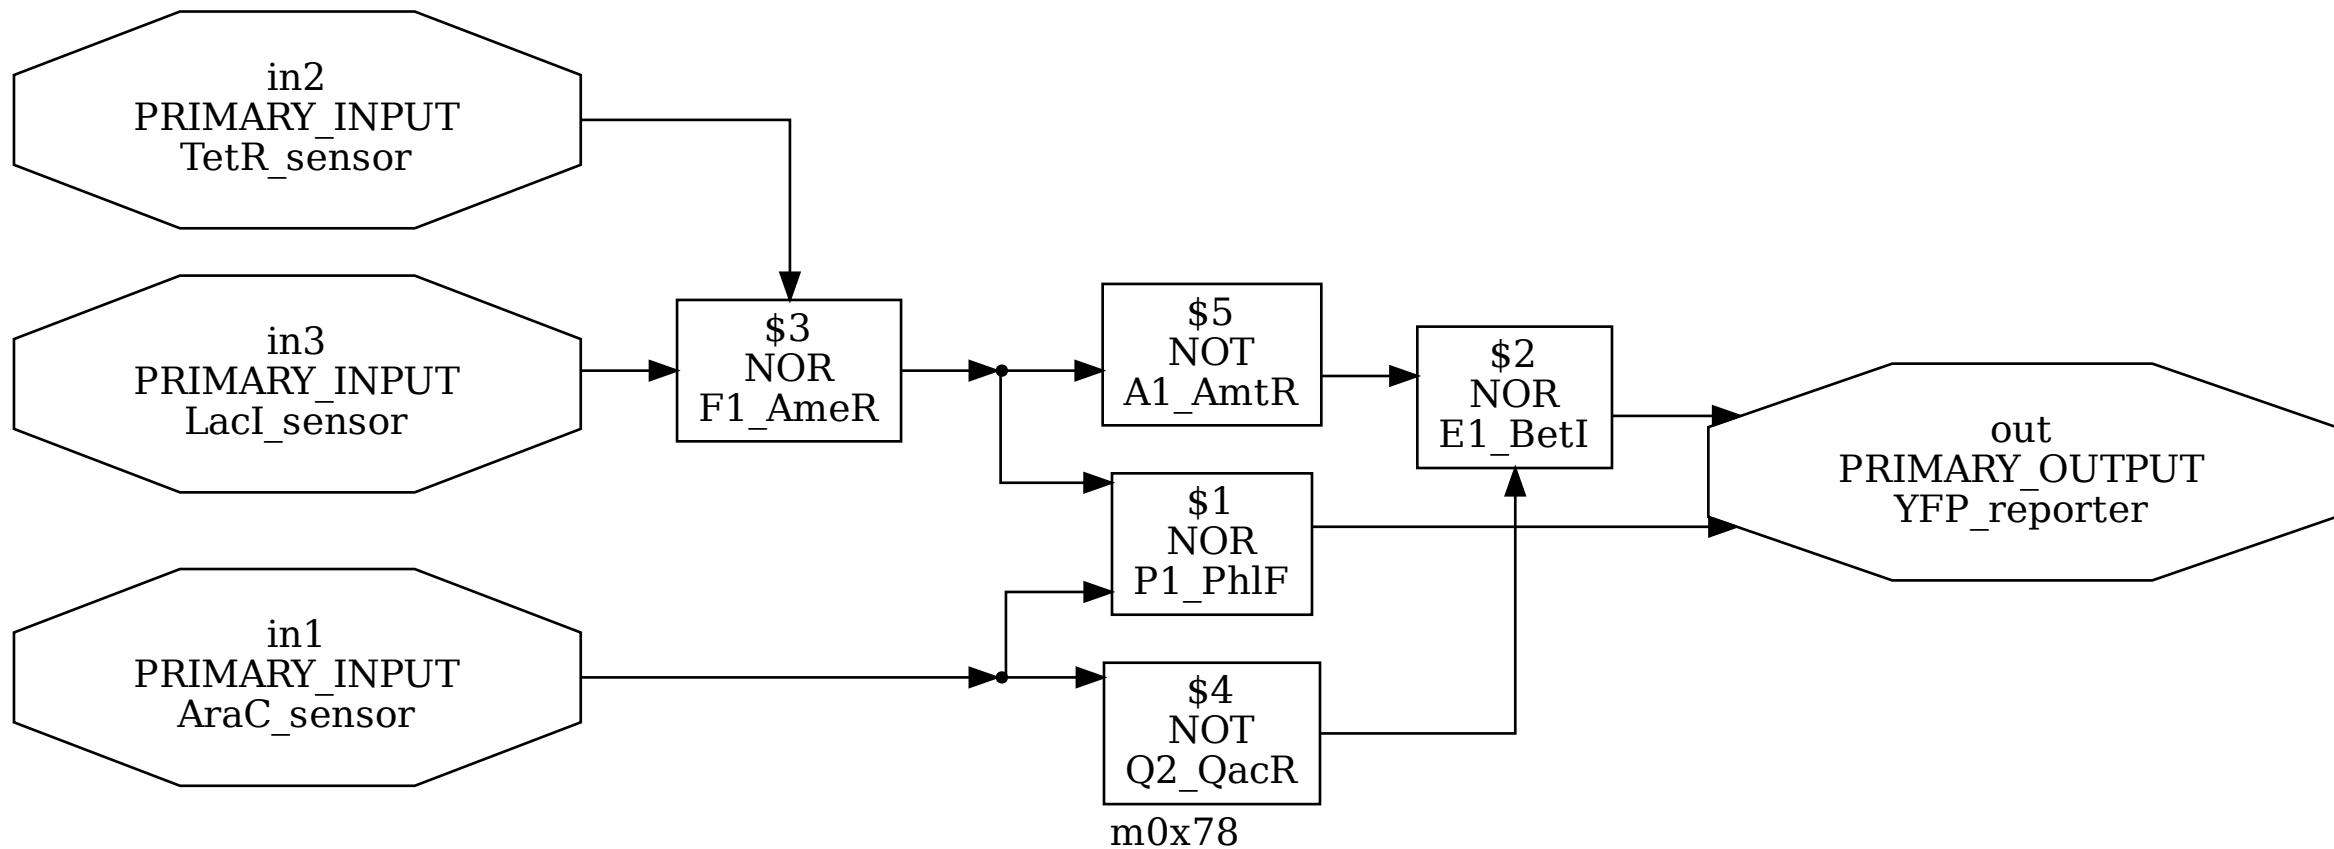 in2
PRIMARY_INPUT
TetR_sensor
in3
PRIMARY_INPUT
LacI_sensor
in1
PRIMARY_INPUT
AraC_sensor
$3
NOR
F1_AmeR
$5
NOT
A1_AmtR
$1
NOR
P1_PhlF
$4
NOT
Q2_QacR
$2
NOR
E1_BetI
out
PRIMARY_OUTPUT
YFP_reporter
m0x78